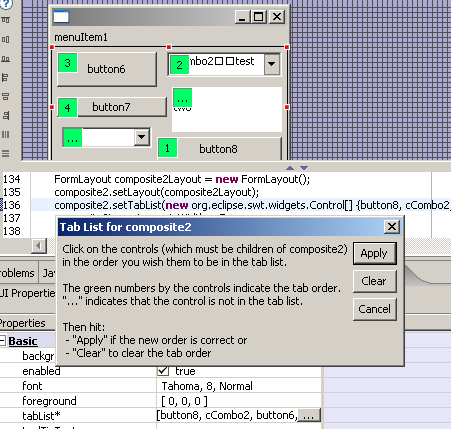 menuItem1
3
button6
2
mbo2□□test
4
button7
...
two
...
1
button8
134 FormLayout composite2Layout = new FormLayout();
135 composite2.setLayout(composite2Layout);
136 composite2.setTabList(new org.eclipse.swt.widgets.Control[] {button8, cCombo2,
137
138
Tab List for composite2
Click on the controls (which must be children of composite2)
in the order you wish them to be in the tab list.
The green numbers by the controls indicate the tab order.
"..." indicates that the control is not in the tab list.
Then hit:
- "Apply" if the new order is correct or
- "Clear" to clear the tab order
Apply
Clear
Cancel
roblems
Jav
UI Properties
Properties
Basic
backgr
enabled true
font Tahoma, 8, Normal
foreground [ 0, 0, 0 ]
tabList* [button8, cCombo2, button6, ...